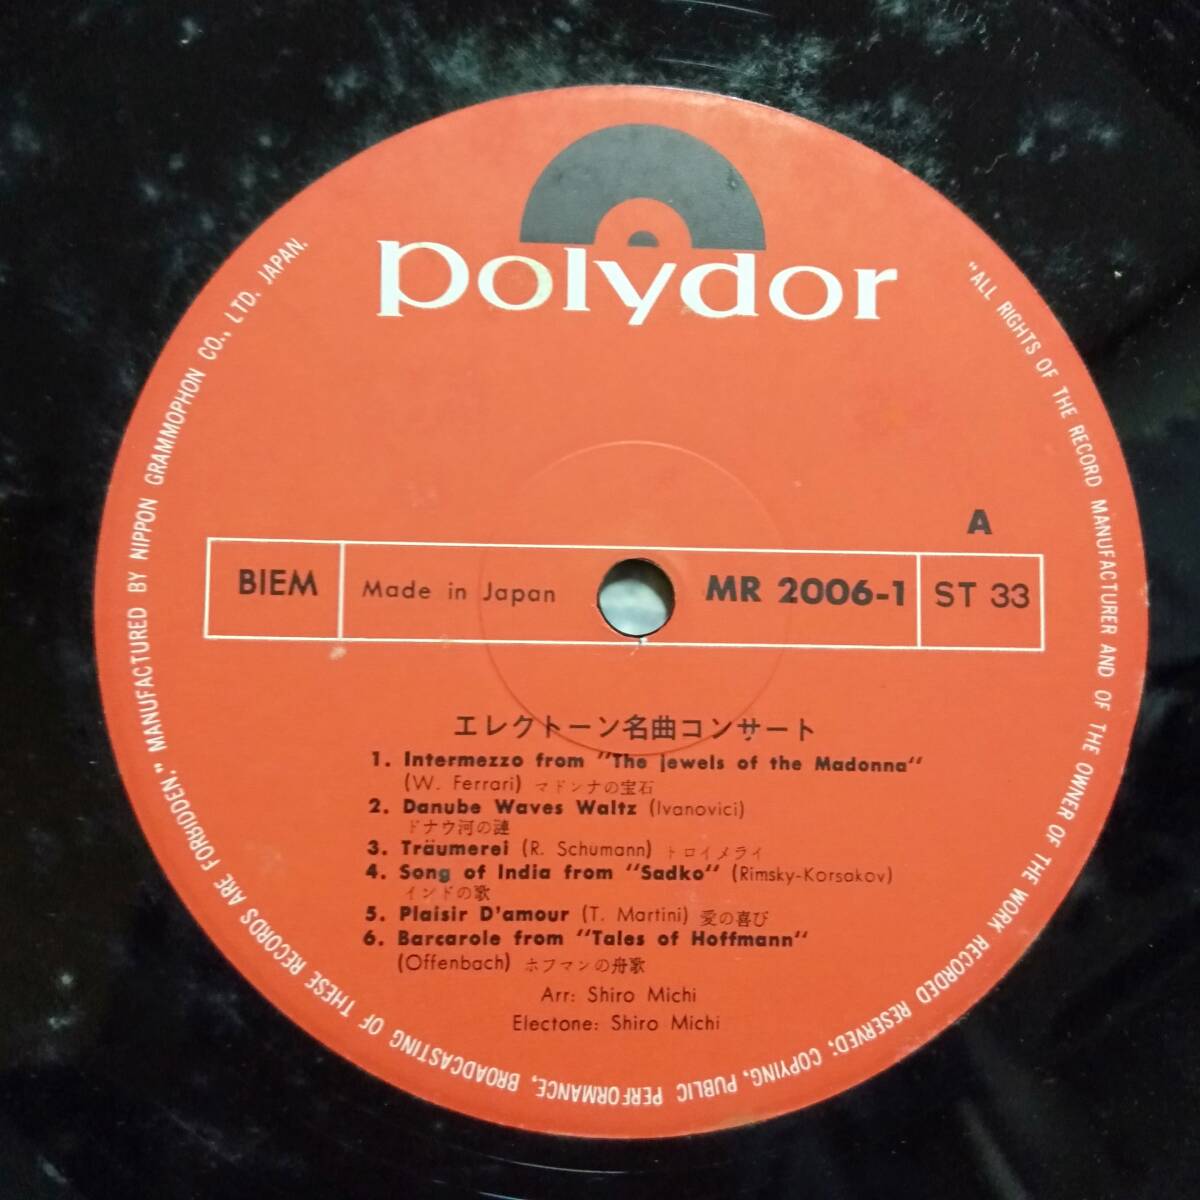 polydor
A
BIEM Made in Japan MR 2006-1 ST 33
エレクトーン名曲コンサート
1. Intermezzo from "The Jewels of the Madonna"
(W. Ferrari) マドンナの宝石
2. Danube Waves Waltz (Ivanovici)
ドナウ河の漣
3. Träumerei (R. Schumann) トロイメライ
4. Song of India from "Sadko" (Rimsky-Korsakov)
インドの歌
5. Plaisir D'amour (T. Martini) 愛の喜び
6. Barcarole from "Tales of Hoffmann"
(Offenbach) ホフマンの舟歌
Arr: Shiro Michi
Electone: Shiro Michi
"ALL RIGHTS OF THE RECORD MANUFACTURER AND OF THE OWNER OF THE WORK RECORDED RESERVED; COPYING, PUBLIC PERFORMANCE, BROADCASTING OF THESE RECORDS ARE FORBIDDEN." MANUFACTURED BY NIPPON GRAMMOPHON CO., LTD. JAPAN.